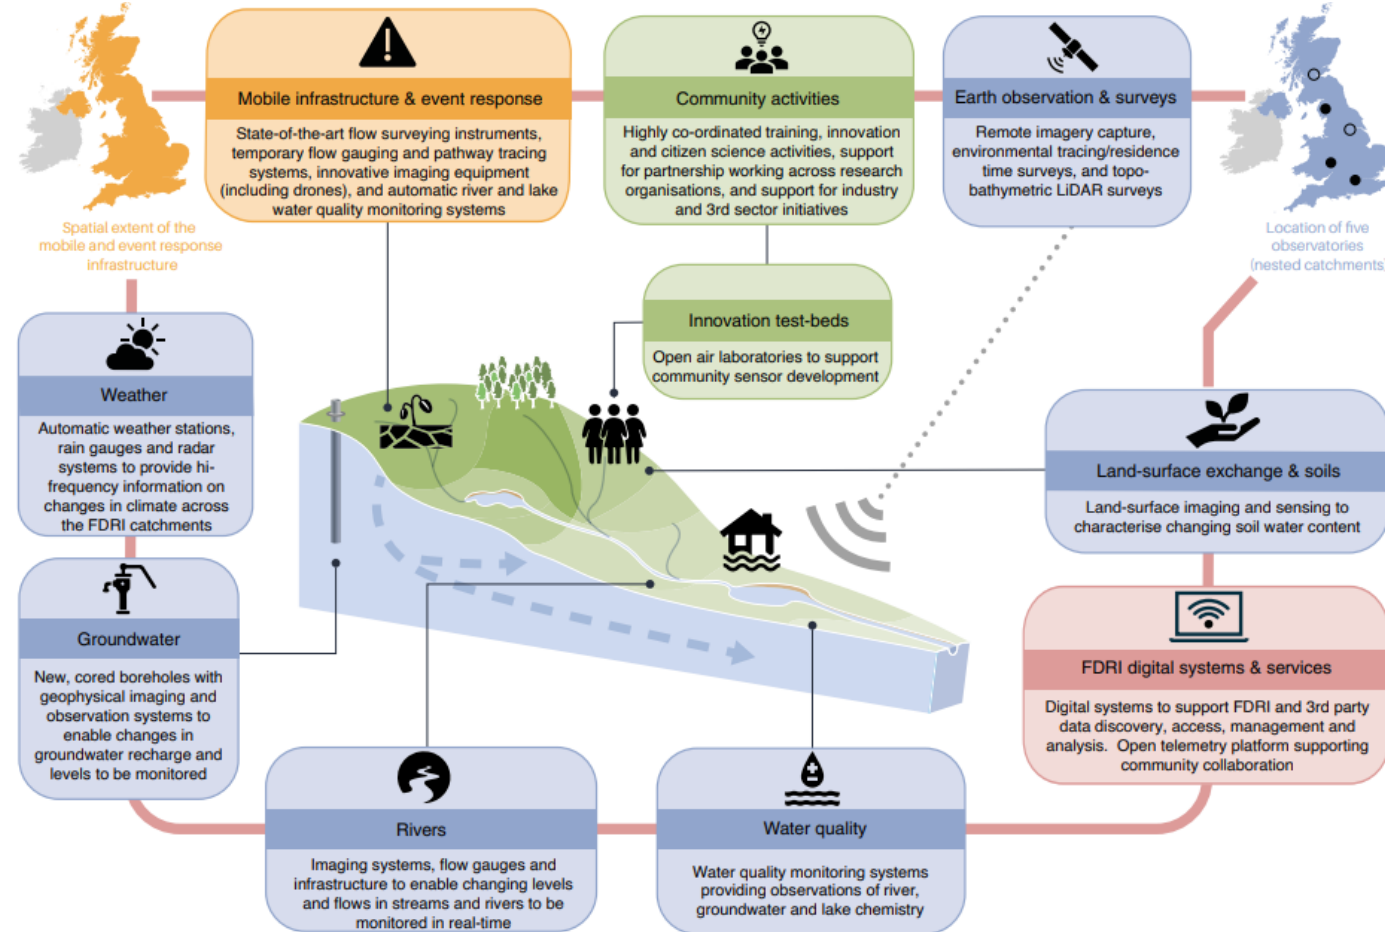 Mobile infrastructure & event response
State-of-the-art flow surveying instruments,
temporary flow gauging and pathway tracing
systems, innovative imaging equipment
(including drones), and automatic river and lake
water quality monitoring systems
Community activities
Highly co-ordinated training, innovation
and citizen science activities, support
for partnership working across research
organisations, and support for industry
and 3rd sector initiatives
Earth observation & surveys
Remote imagery capture,
environmental tracing/residence
time surveys, and topo-
bathymetric LiDAR surveys
Spatial extent of the
mobile and event response
infrastructure
Location of five
observatories
(nested catchments)
Innovation test-beds
Open air laboratories to support
community sensor development
Weather
Automatic weather stations,
rain gauges and radar
systems to provide hi-
frequency information on
changes in climate across
the FDRI catchments
Land-surface exchange & soils
Land-surface imaging and sensing to
characterise changing soil water content
Groundwater
New, cored boreholes with
geophysical imaging and
observation systems to
enable changes in
groundwater recharge and
levels to be monitored
FDRI digital systems & services
Digital systems to support FDRI and 3rd party
data discovery, access, management and
analysis. Open telemetry platform supporting
community collaboration
Rivers
Imaging systems, flow gauges and
infrastructure to enable changing levels
and flows in streams and rivers to be
monitored in real-time
Water quality
Water quality monitoring systems
providing observations of river,
groundwater and lake chemistry